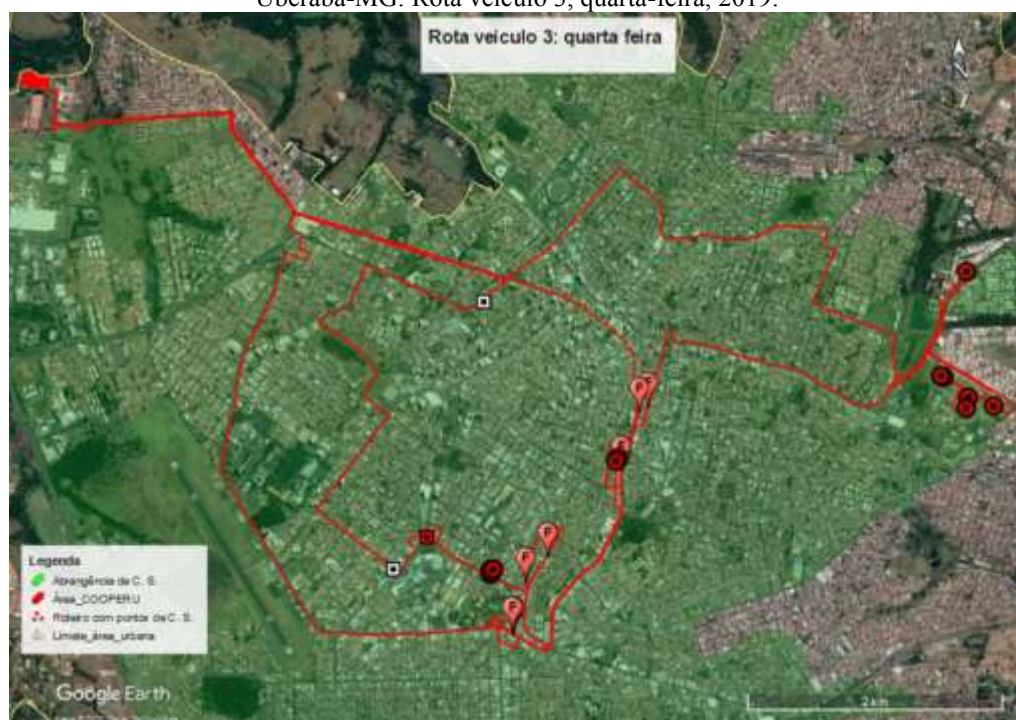 Uberaba-MG. Rota veículo 3, quarta-feira, 2019.
Rota veículo 3: quarta feira
N
F F
F
F
F
F
Legenda
Abrangência de C. S.
Área_COOPERU
Roteiro com pontos de C. S.
Limite_área_urbana
Google Earth
2 km